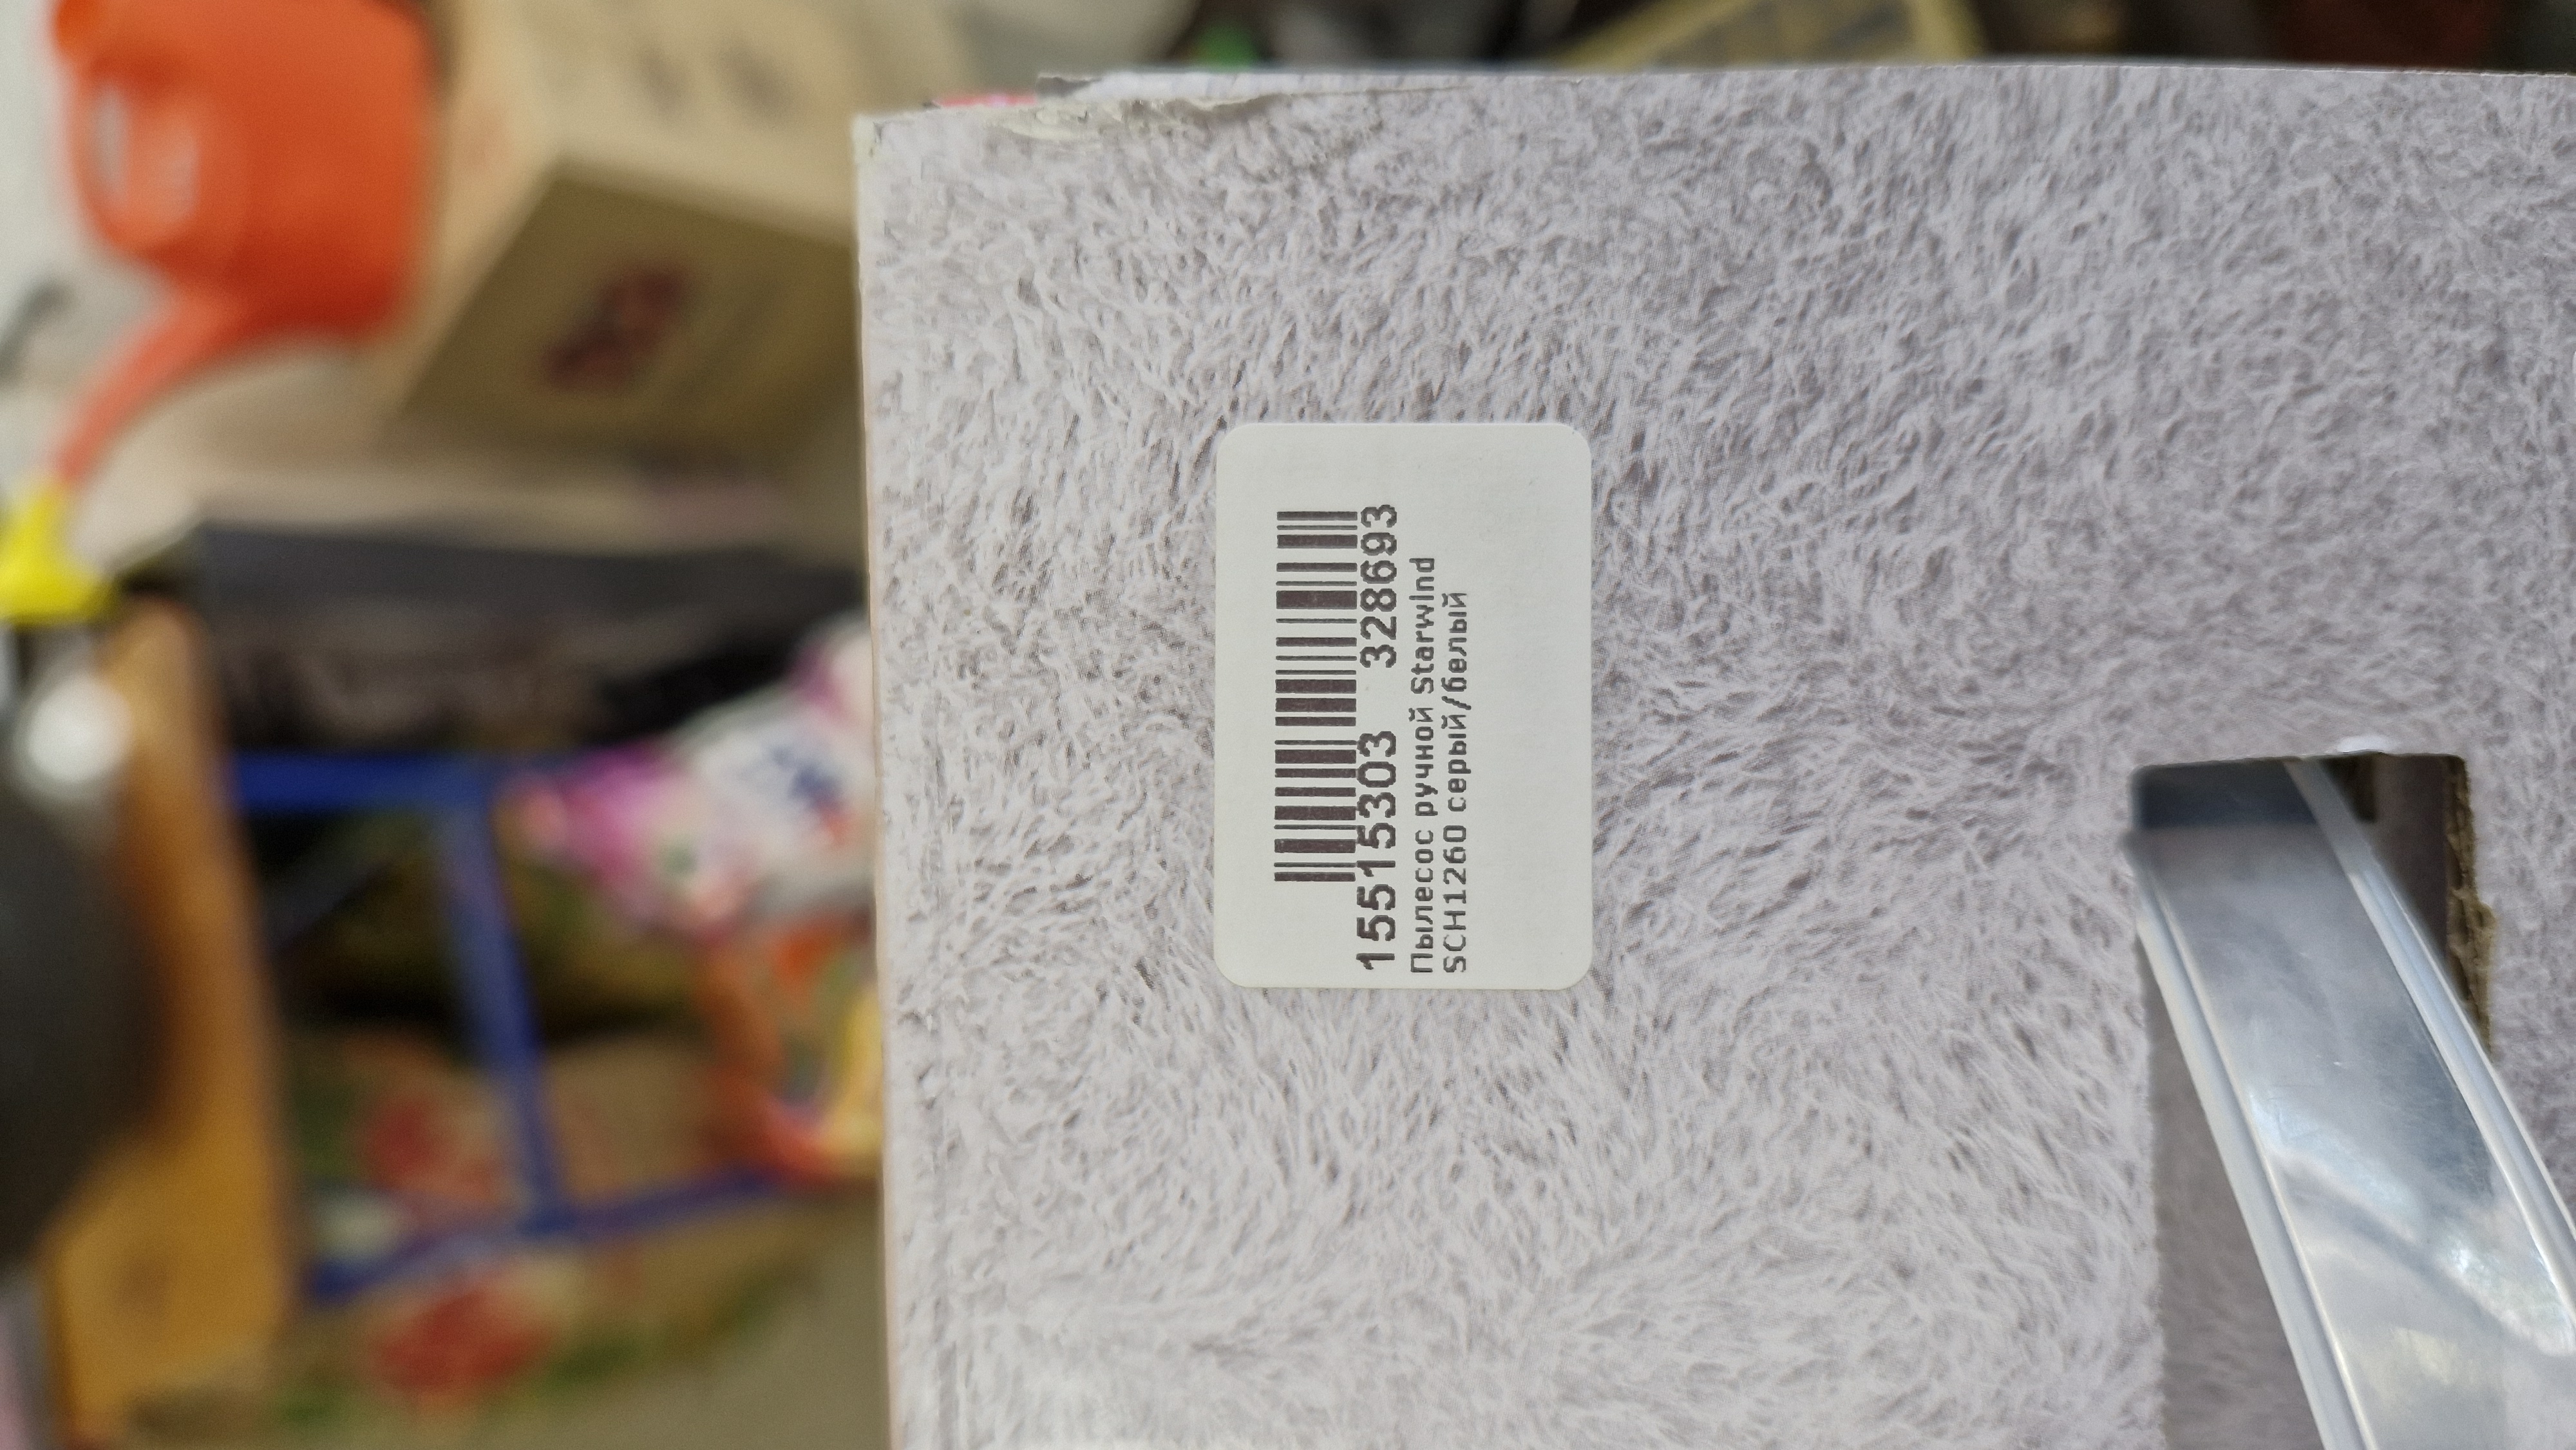 15515303 328693
Пылесос ручной Starwind
SCH1260 серый/белый